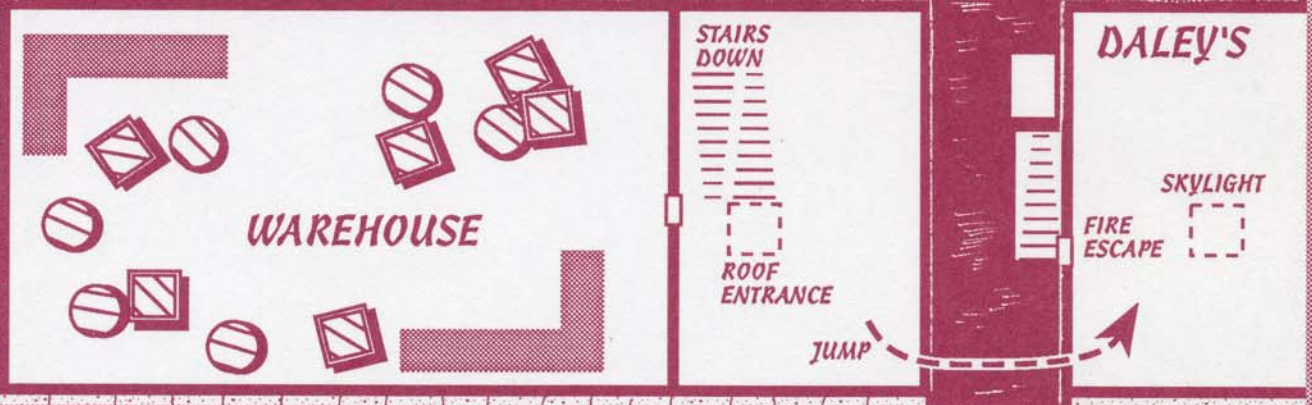 WAREHOUSE
STAIRS
DOWN
ROOF
ENTRANCE
JUMP
DALEY'S
SKYLIGHT
FIRE
ESCAPE